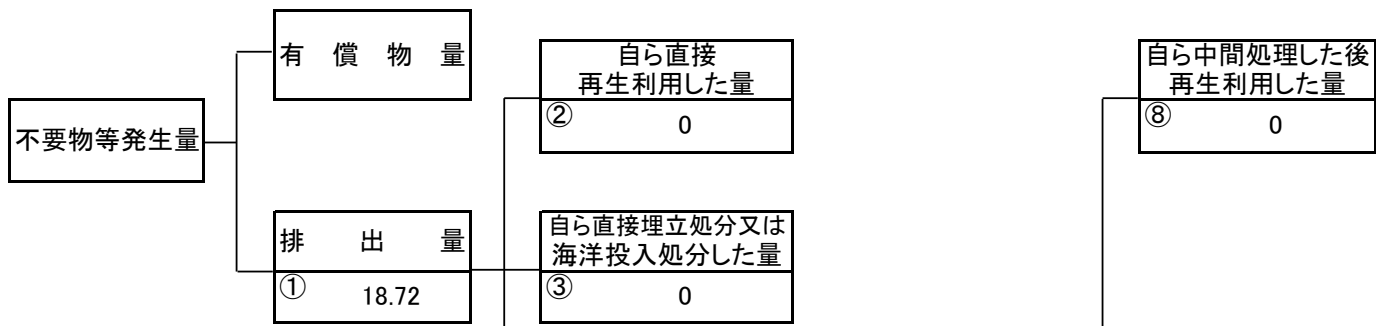 不要物等発生量
有償物量
排出量
① 18.72
自ら直接
再生利用した量
② 0
自ら直接埋立処分又は
海洋投入処分した量
③ 0
自ら中間処理した後
再生利用した量
⑧ 0